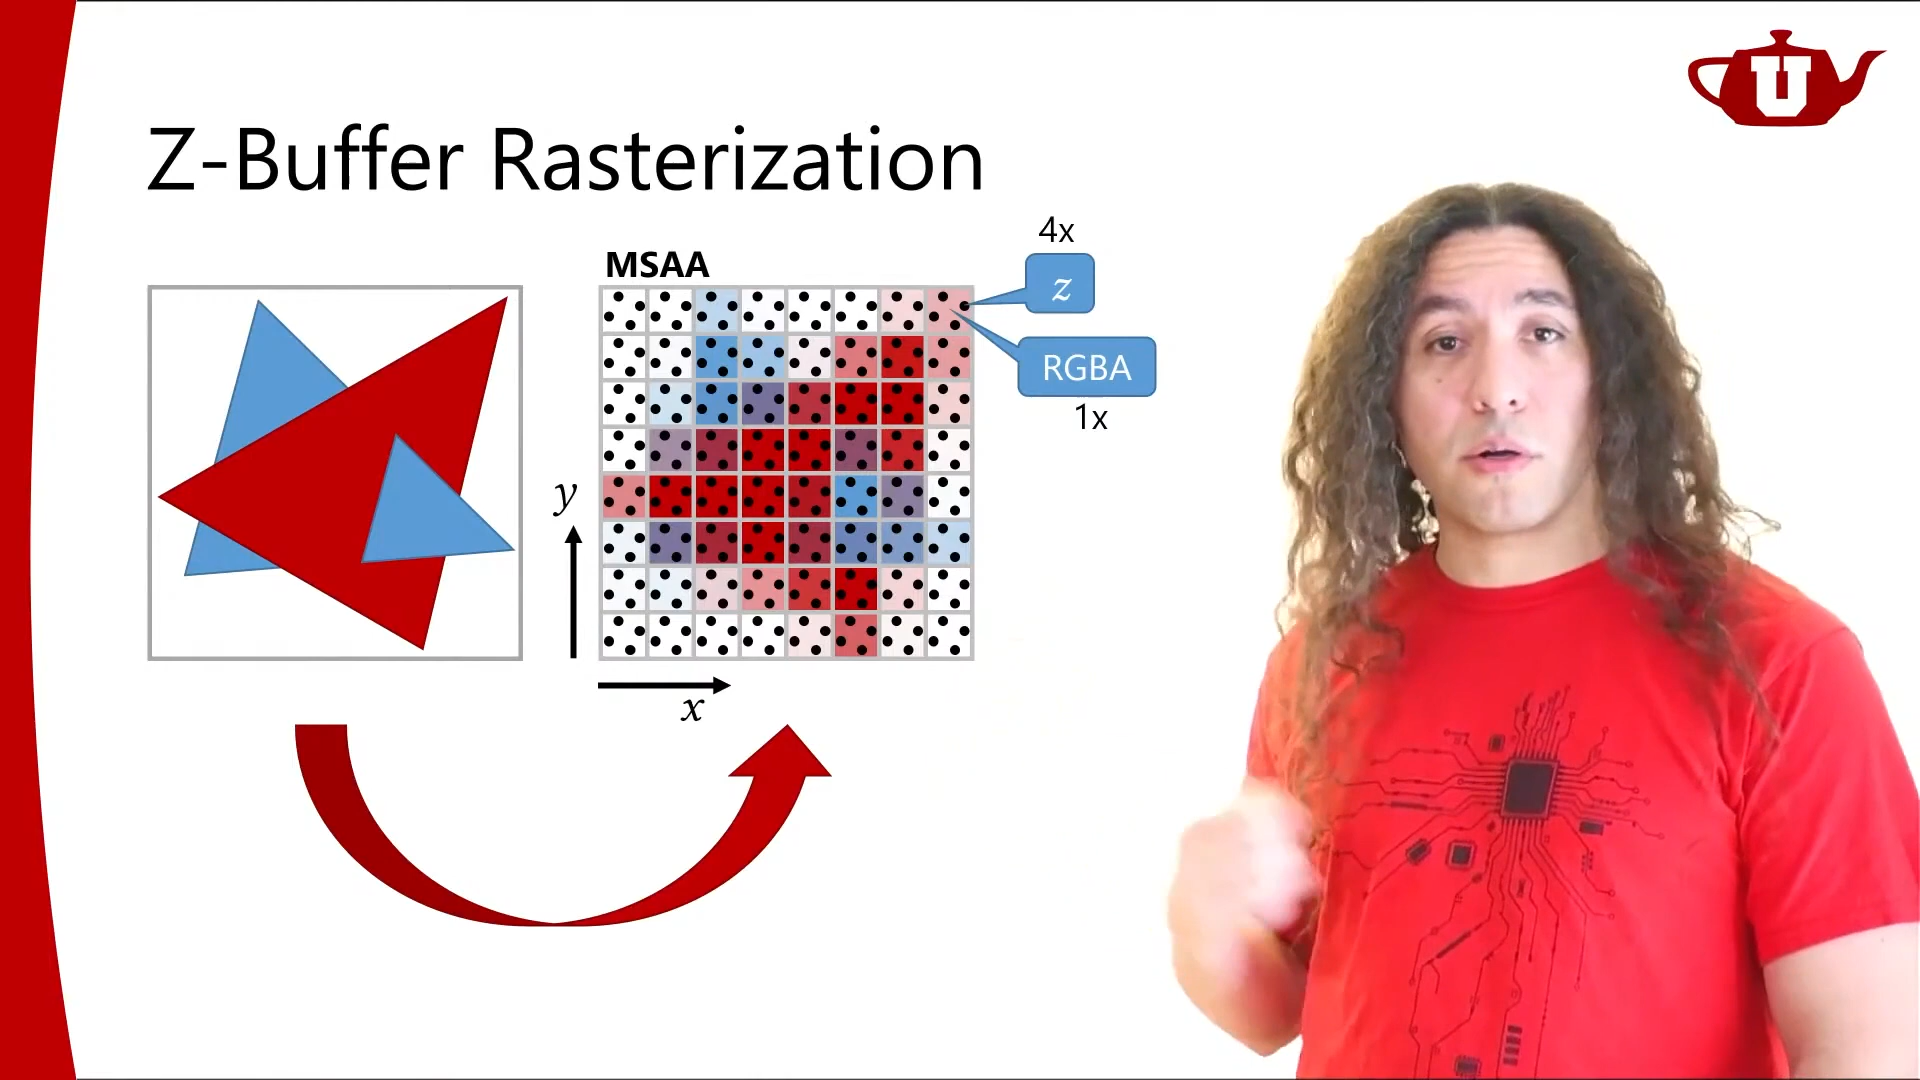 U
Z-Buffer Rasterization
4x
MSAA
z
RGBA
1x
y
x